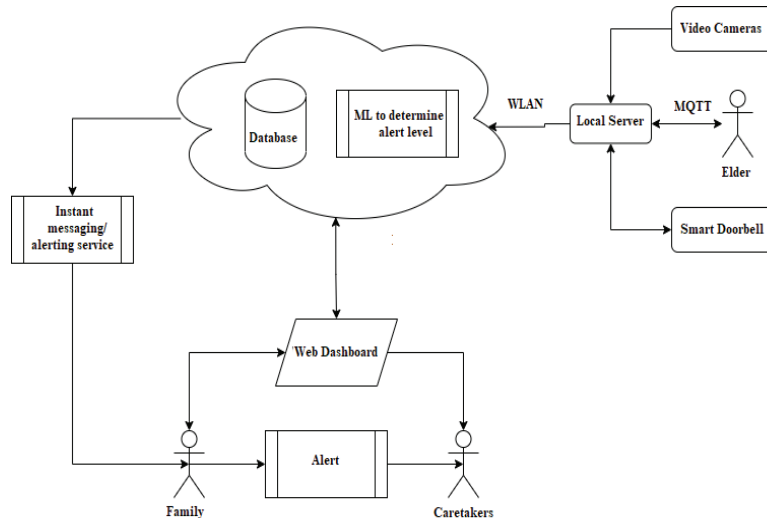 Video Cameras
WLAN
MQTT
Database
ML to determine
alert level
Local Server
Elder
Instant
messaging/
alerting service
Smart Doorbell
'Web Dashboard
Alert
Family
Caretakers